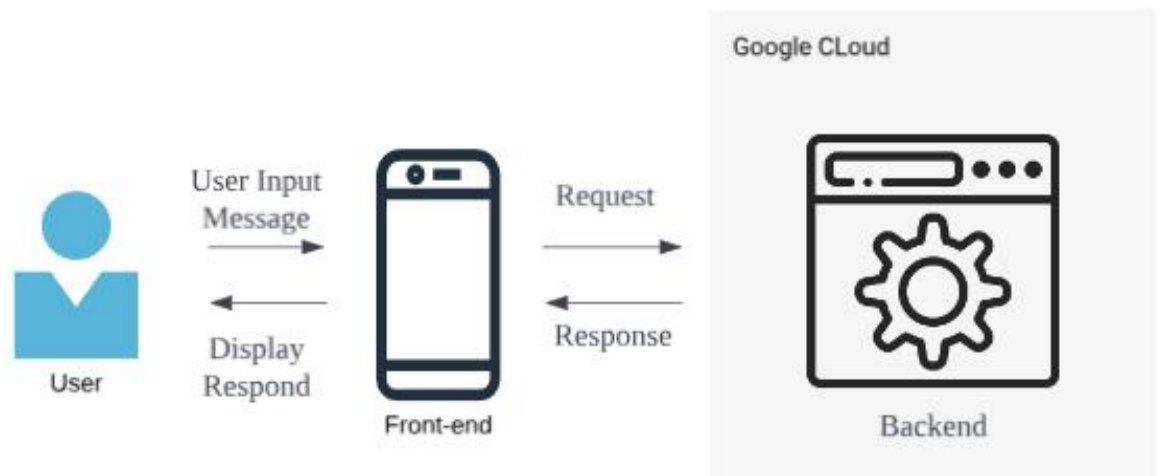 Google CLoud
User Input
Message
Request
Display
Respond
Response
User
Front-end
Backend